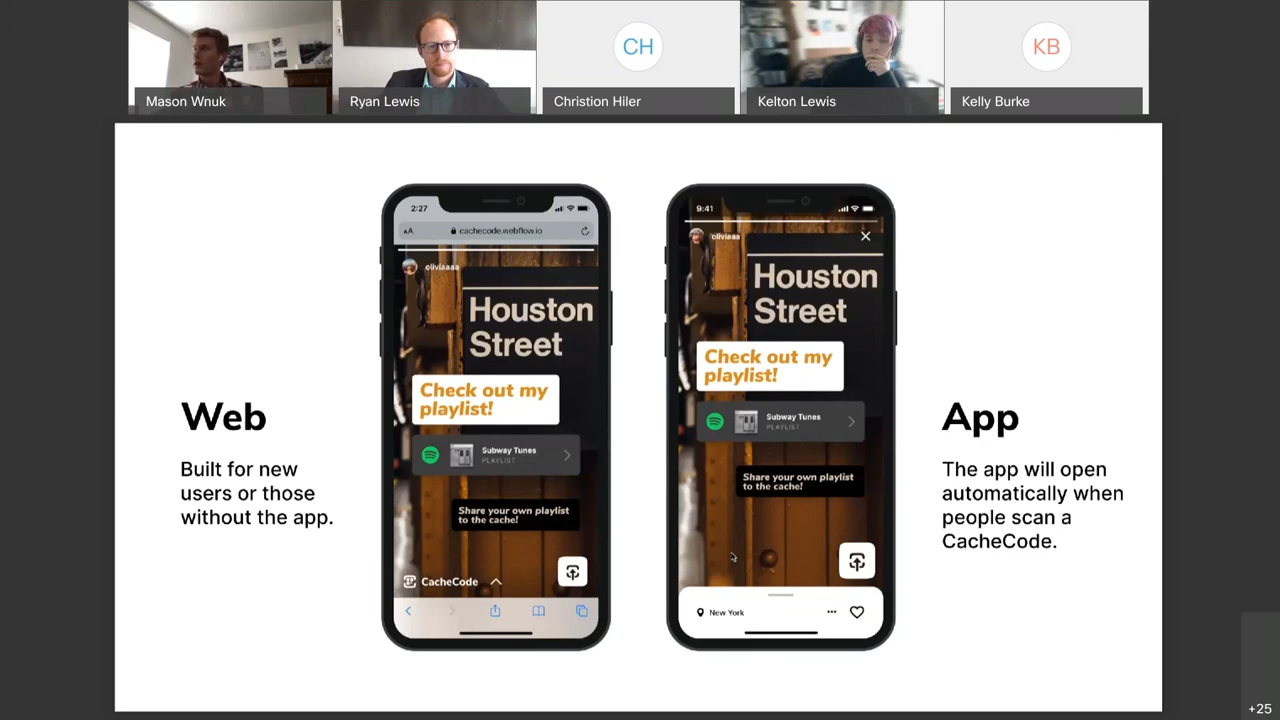 CH
KB
Mason Wnuk
Ryan Lewis
Christion Hiler
Kelton Lewis
Kelly Burke
Web
Built for new
users or those
without the app.
2:27
AA
cachecode.webflow.io
oliviaaaa
Houston
Street
Check out my
playlist!
Subway Tunes
PLAYLIST
Share your own playlist
to the cache!
CacheCode
9:41
oliviaaa
Houston
Street
Check out my
playlist!
Subway Tunes
PLAYLIST
Share your own playlist
to the cache!
New York
App
The app will open
automatically when
people scan a
CacheCode.
+25